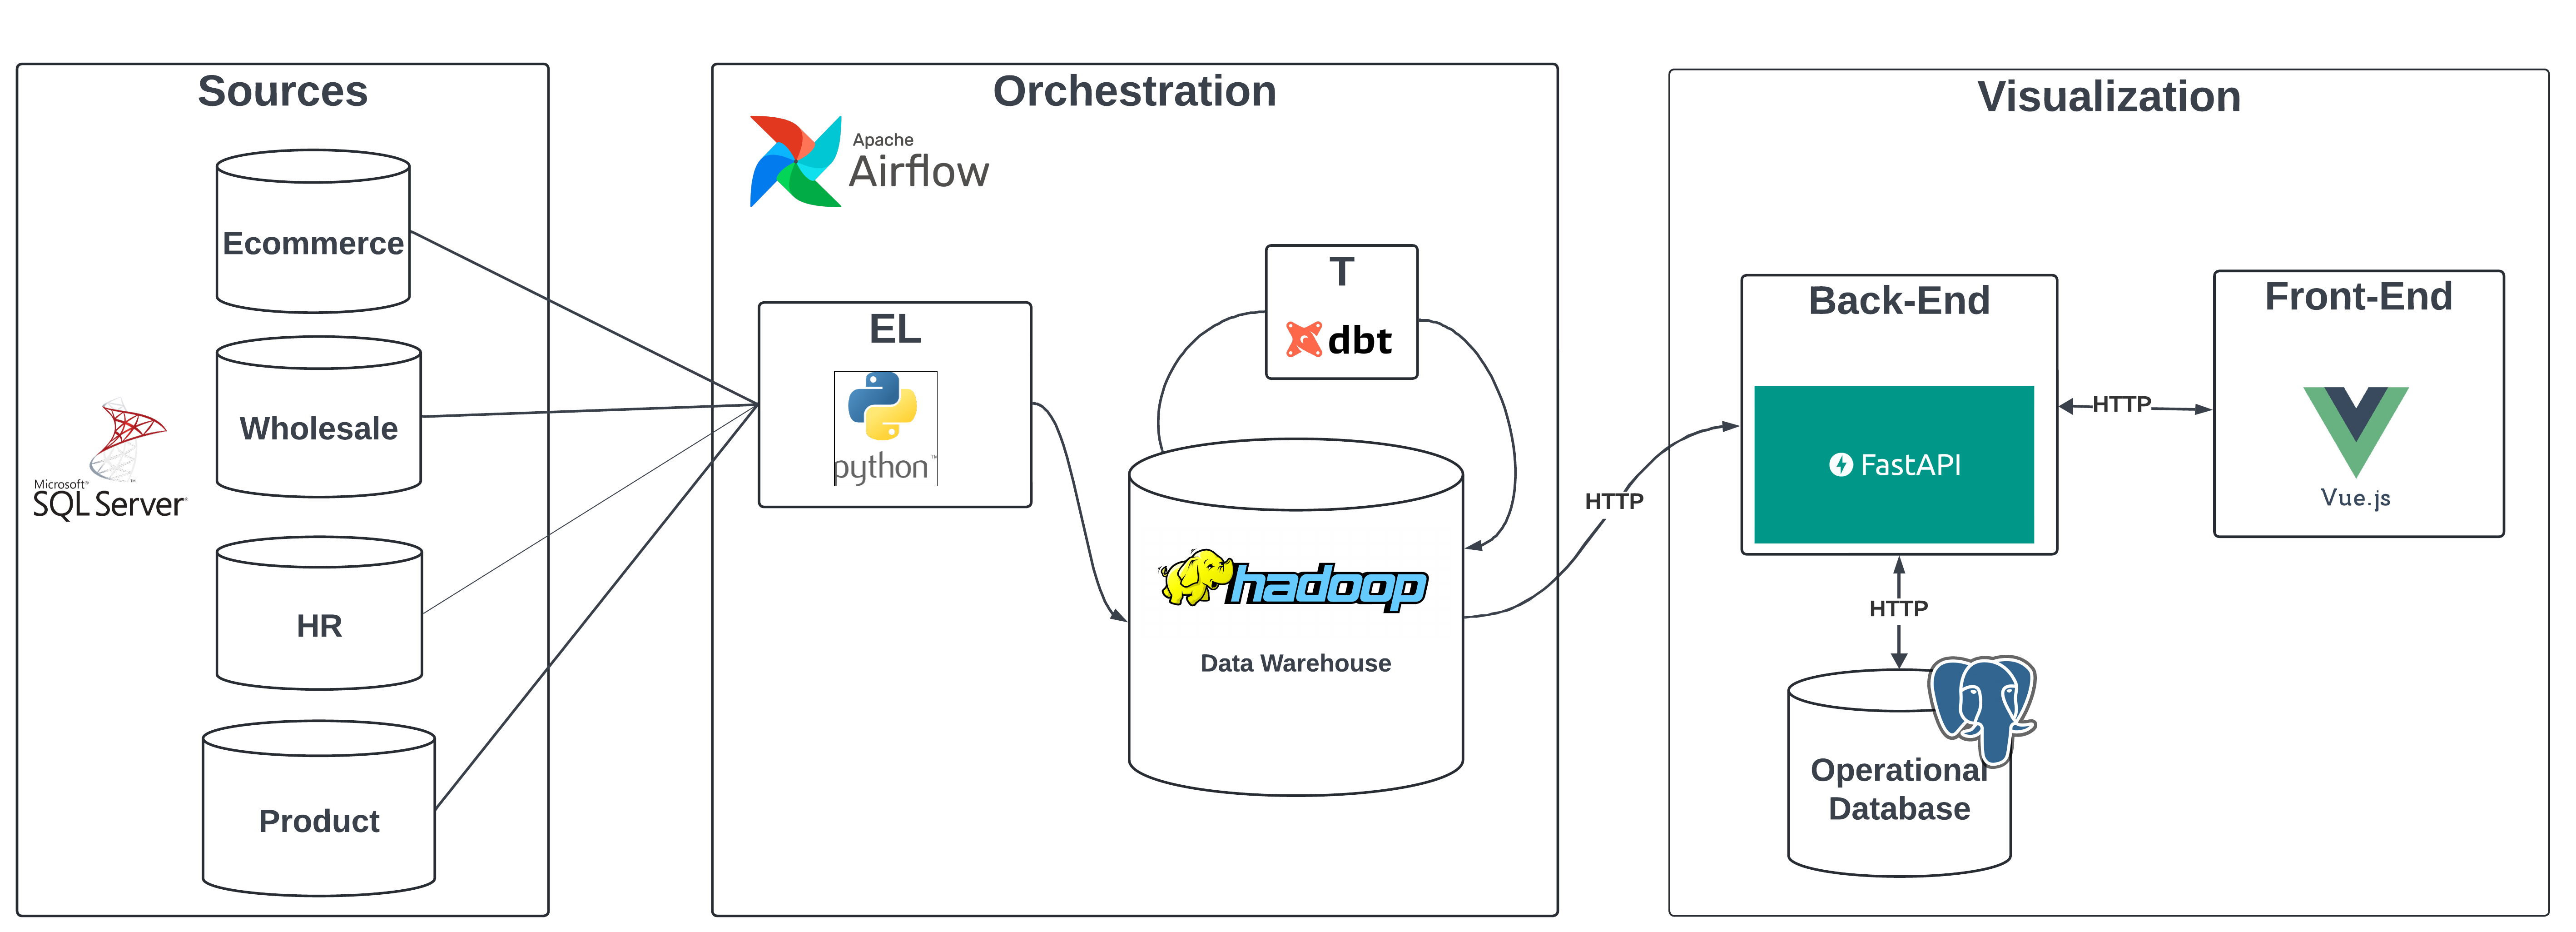 Sources
Ecommerce
Wholesale
Microsoft®
SQL Server®
HR
Product
Orchestration
Apache
Airflow
EL
python™
T
dbt
hadoop
Data Warehouse
HTTP
Visualization
Back-End
FastAPI
HTTP
Front-End
Vue.js
HTTP
Operational
Database